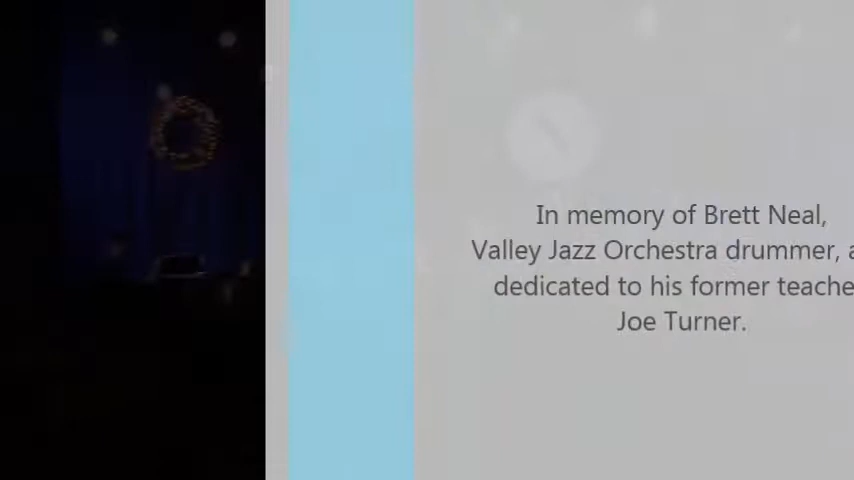 In memory of Brett Neal,
Valley Jazz Orchestra drummer, a
dedicated to his former teache
Joe Turner.